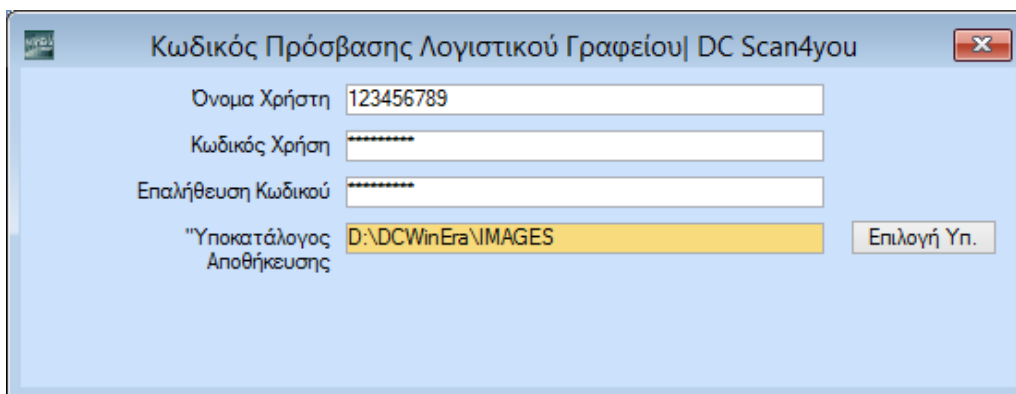 Κωδικός Πρόσβασης Λογιστικού Γραφείου| DC Scan4you
Όνομα Χρήστη 123456789
Κωδικός Χρήση *********
Επαλήθευση Κωδικού *********
"Υποκατάλογος D:\DCWinEra\IMAGES Επιλογή Υπ.
Αποθήκευσης